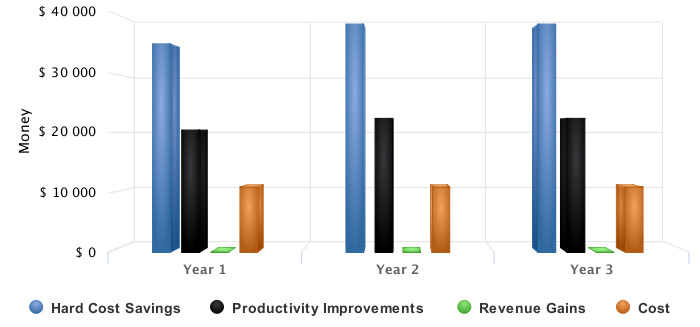 $ 40 000
$ 30 000
$ 20 000
$ 10 000
$ 0
Money
Year 1 Year 2 Year 3
Hard Cost Savings Productivity Improvements Revenue Gains Cost